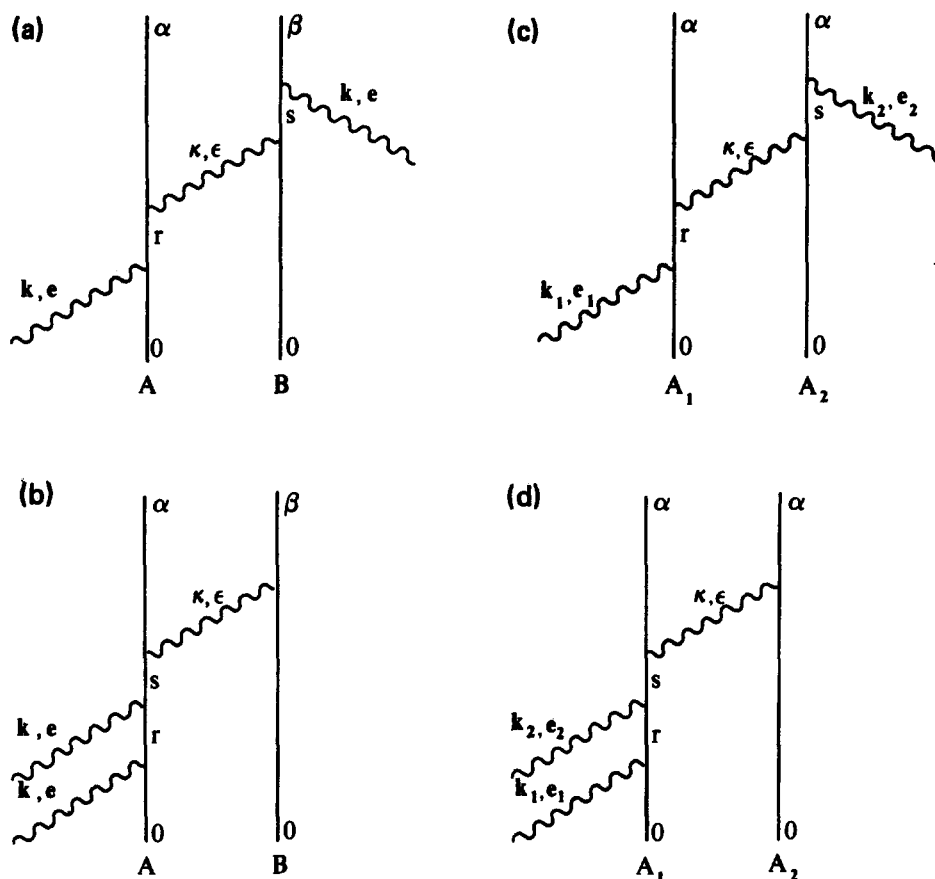 (a)
α β
k, e
s
κ, ϵ
r
k, e
0 0
A B
(c)
α α
k₂, e₂
s
κ, ϵ
r
k₁, e₁
0 0
A₁ A₂
(b)
α β
κ, ϵ
s
k, e
r
k, e
0 0
A B
(d)
α α
κ, ϵ
s
k₂, e₂
r
k₁, e₁
0 0
A₁ A₂